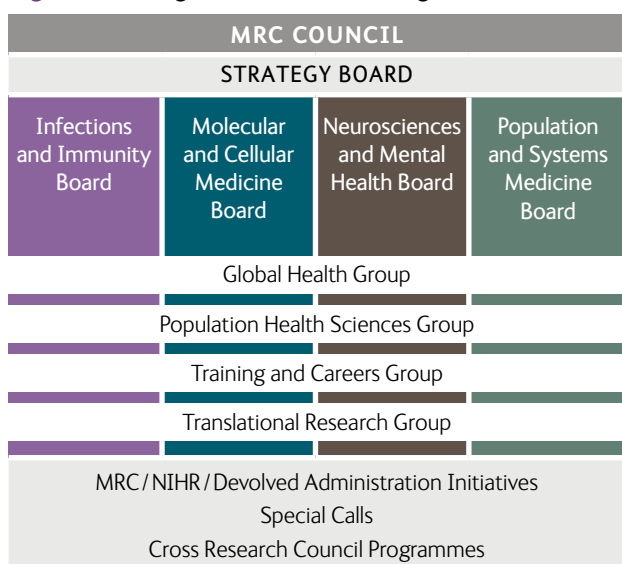 MRC COUNCIL
STRATEGY BOARD
Infections
and Immunity
Board
Molecular
and Cellular
Medicine
Board
Neurosciences
and Mental
Health Board
Population
and Systems
Medicine
Board
Global Health Group
Population Health Sciences Group
Training and Careers Group
Translational Research Group
MRC/NIHR/Devolved Administration Initiatives
Special Calls
Cross Research Council Programmes